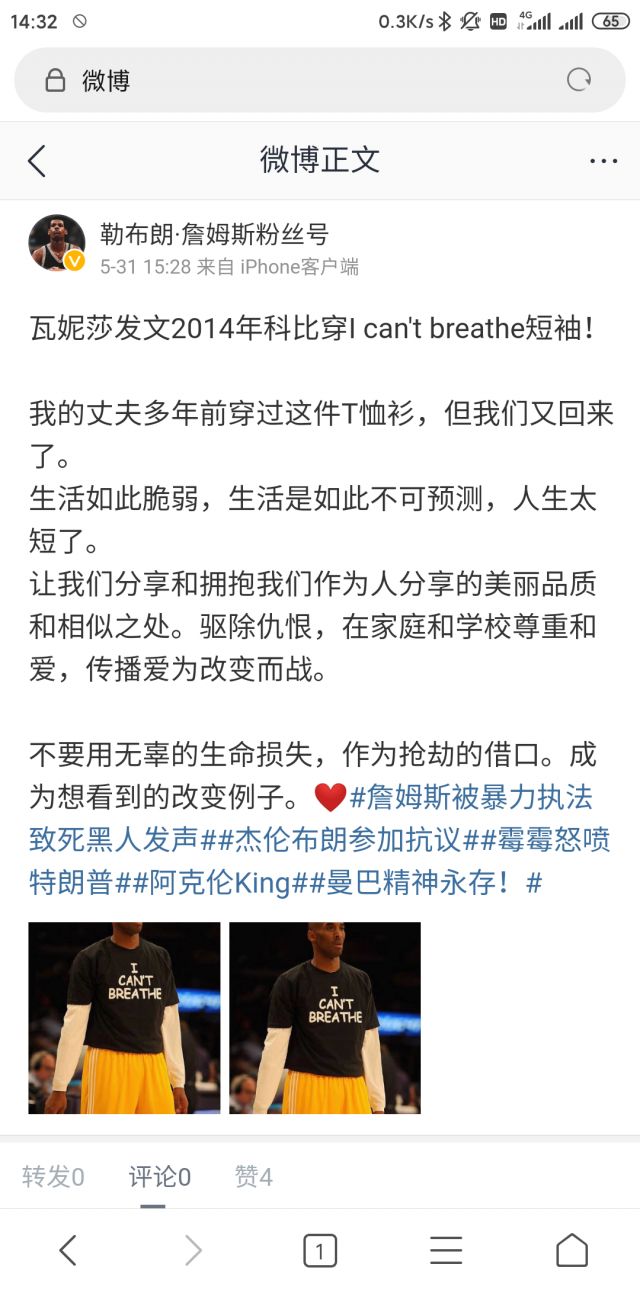 14:32
0.3K/s HD 4G 65
微博
微博正文
勒布朗·詹姆斯粉丝号
5-31 15:28 来自 iPhone客户端
瓦妮莎发文2014年科比穿I can't breathe短袖！
我的丈夫多年前穿过这件T恤衫，但我们又回来
了。
生活如此脆弱，生活是如此不可预测，人生太
短了。
让我们分享和拥抱我们作为人分享的美丽品质
和相似之处。驱除仇恨，在家庭和学校尊重和
爱，传播爱为改变而战。
不要用无辜的生命损失，作为抢劫的借口。成
为想看到的改变例子。❤️#詹姆斯被暴力执法
致死黑人发声##杰伦布朗参加抗议##霉霉怒喷
特朗普##阿克伦King##曼巴精神永存！#
I
CAN'T
BREATHE
I
CAN'T
BREATHE
转发0 评论0 赞4
1